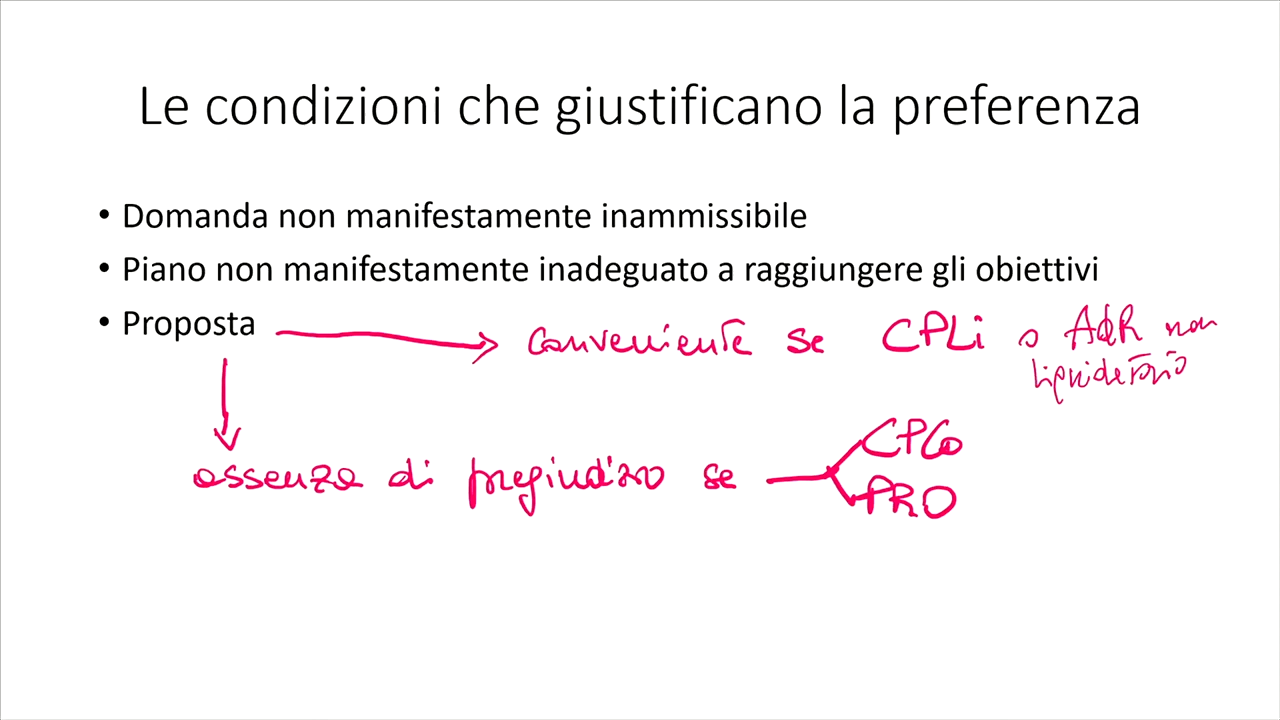 Le condizioni che giustificano la preferenza
• Domanda non manifestamente inammissibile
• Piano non manifestamente inadeguato a raggiungere gli obiettivi
• Proposta → conveniente se CPLi o AdR non
liquidatorio
assenza di pregiudizio se CPCo
PRO